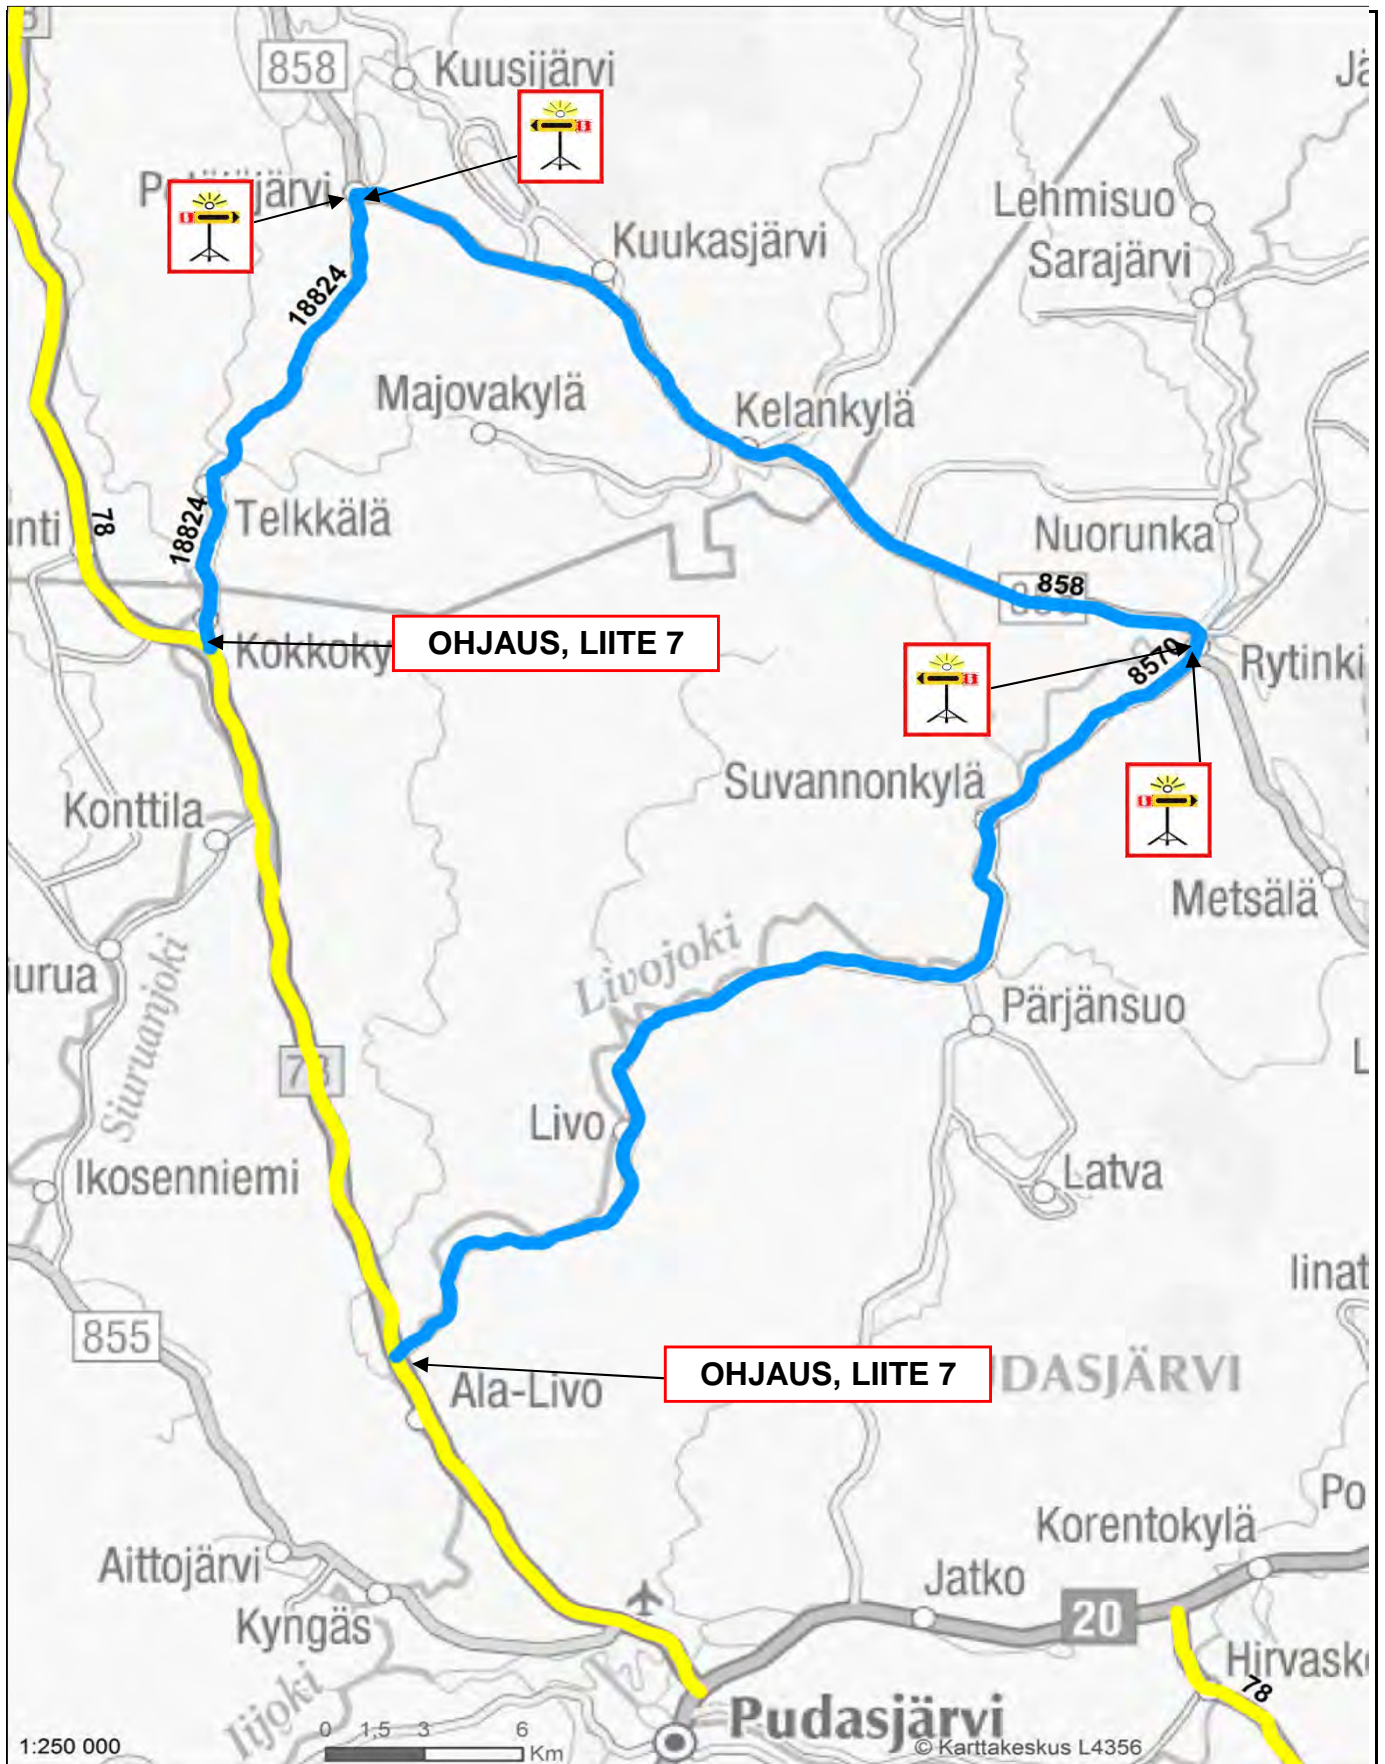 858
Kuusijärvi
Lehmisuo
Kuukasjärvi
Sarajärvi
18824
Majovakylä
Kelankylä
18824
Telkkälä
78
Nuorunka
858
OHJAUS, LIITE 7
8570
Rytinki
Suvannonkylä
Konttila
Metsälä
Livojoki
Siuruanjoki
Pärjänsuo
78
Livo
Ikosenniemi
Latva
855
OHJAUS, LIITE 7
Ala-Livo
Korentokylä
Aittojärvi
Jatko
Kyngäs
20
78
Iijoki
Pudasjärvi
0 1,5 3 6
Km
1:250 000
© Karttakeskus L4356